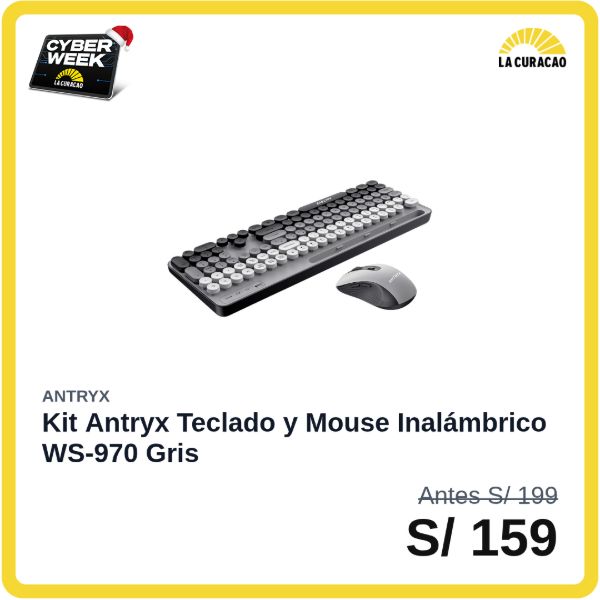 CYBER
WEEK
LA CURACAO
LA CURACAO
ANTRYX
Kit Antryx Teclado y Mouse Inalámbrico
WS-970 Gris
Antes S/ 199
S/ 159